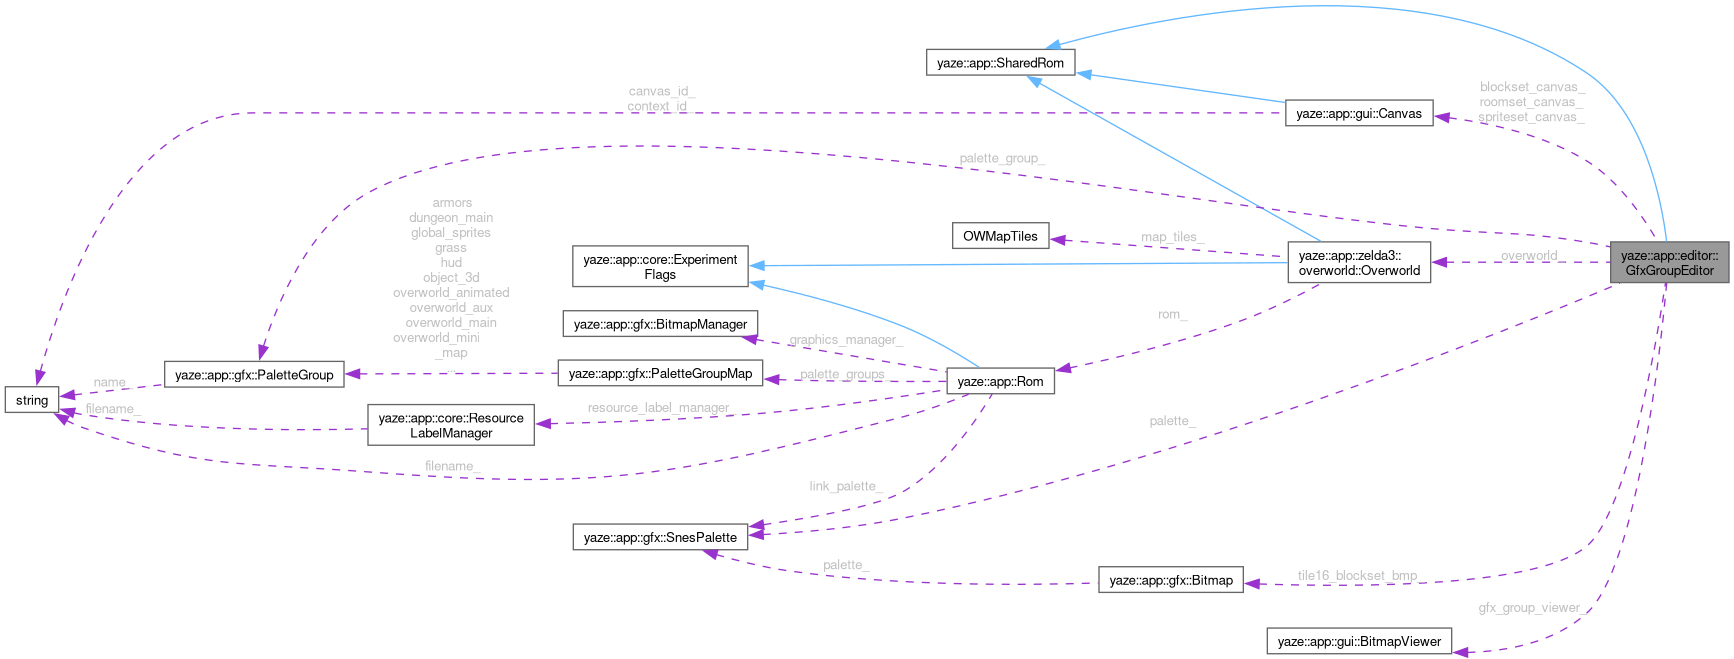 yaze::app::SharedRom
canvas_id_
context_id_
blockset_canvas_
roomset_canvas_
spriteset_canvas_
yaze::app::gui::Canvas
palette_group_
armors
dungeon_main
global_sprites
grass
hud
object_3d
overworld_animated
overworld_aux
overworld_main
overworld_mini
_map
...
OWMapTiles
map_tiles_
yaze::app::zelda3::
overworld::Overworld
overworld_
yaze::app::editor::
GfxGroupEditor
yaze::app::core::Experiment
Flags
yaze::app::gfx::BitmapManager
graphics_manager_
rom_
yaze::app::gfx::PaletteGroup
yaze::app::gfx::PaletteGroupMap
palette_groups_
yaze::app::Rom
string
name_
filename_
yaze::app::core::Resource
LabelManager
resource_label_manager_
palette_
filename_
link_palette_
yaze::app::gfx::SnesPalette
palette_
yaze::app::gfx::Bitmap
tile16_blockset_bmp_
gfx_group_viewer_
yaze::app::gui::BitmapViewer